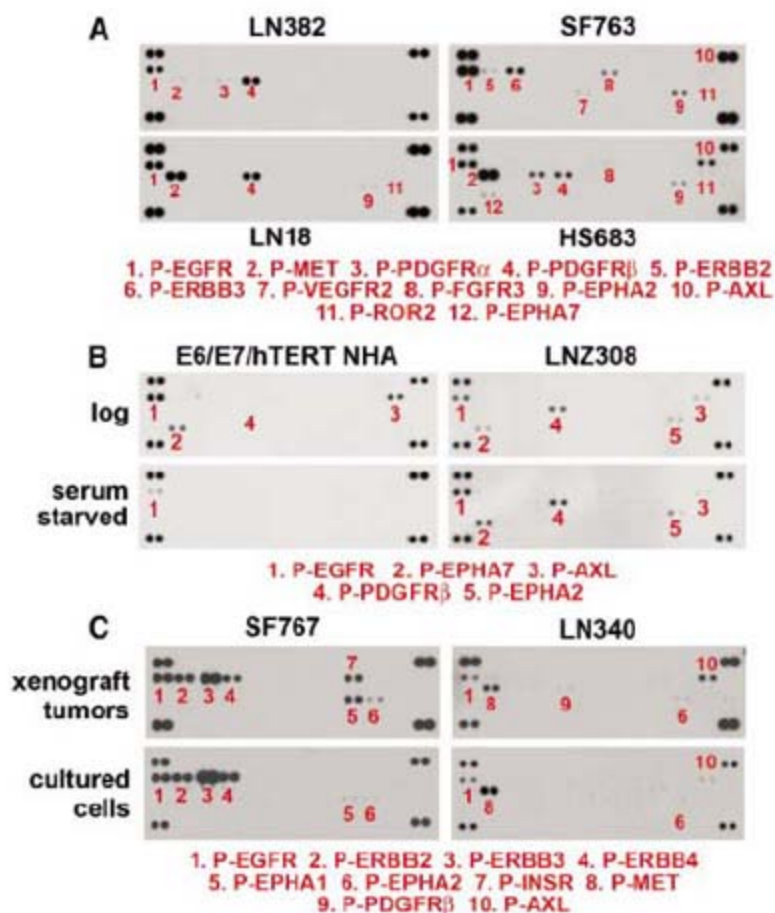 A LN382 SF763
1 2 3 4 1 5 6 7 8 9 10 11
1 2 4 9 11 1 2 12 3 4 8 9 10 11
LN18 HS683
1. P-EGFR 2. P-MET 3. P-PDGFRα 4. P-PDGFRβ 5. P-ERBB2
6. P-ERBB3 7. P-VEGFR2 8. P-FGFR3 9. P-EPHA2 10. P-AXL
11. P-ROR2 12. P-EPHA7
B E6/E7/hTERT NHA LNZ308
log 1 2 4 3 1 2 4 5 3
serum
starved 1 1 2 4 5 3
1. P-EGFR 2. P-EPHA7 3. P-AXL
4. P-PDGFRβ 5. P-EPHA2
C SF767 LN340
xenograft
tumors 1 2 3 4 7 5 6 1 8 9 6 10
cultured
cells 1 2 3 4 5 6 1 8 6 10
1. P-EGFR 2. P-ERBB2 3. P-ERBB3 4. P-ERBB4
5. P-EPHA1 6. P-EPHA2 7. P-INSR 8. P-MET
9. P-PDGFRβ 10. P-AXL